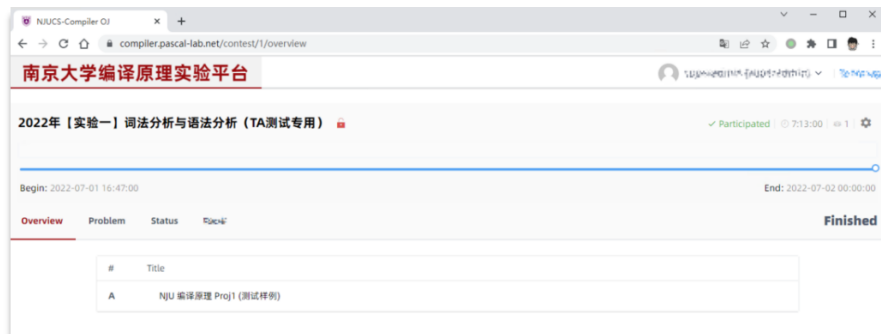 NJUCS-Compiler OJ
compiler.pascal-lab.net/contest/1/overview
南京大学编译原理实验平台
2022年【实验一】词法分析与语法分析（TA测试专用）
Participated 7:13:00 1
Begin: 2022-07-01 16:47:00 End: 2022-07-02 00:00:00
Overview Problem Status Finished
# Title
A NJU 编译原理 Proj1 (测试样例)